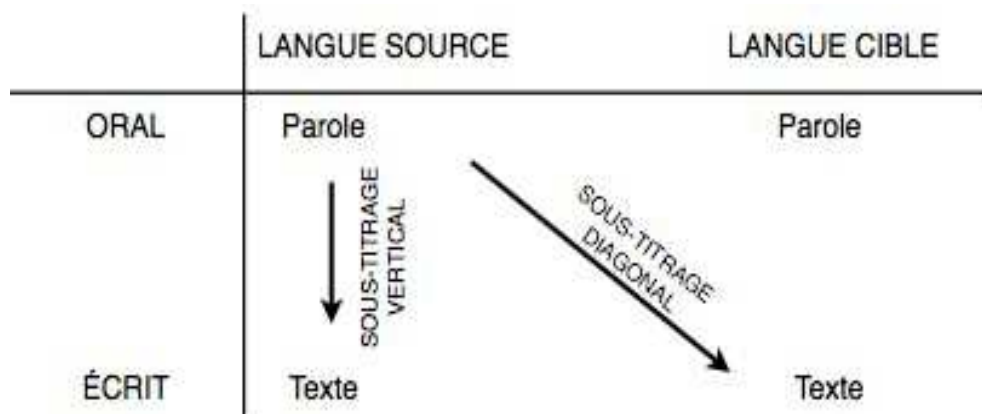 LANGUE SOURCE LANGUE CIBLE
ORAL Parole Parole
SOUS-TITRAGE
VERTICAL
SOUS-TITRAGE
DIAGONAL
ÉCRIT Texte Texte